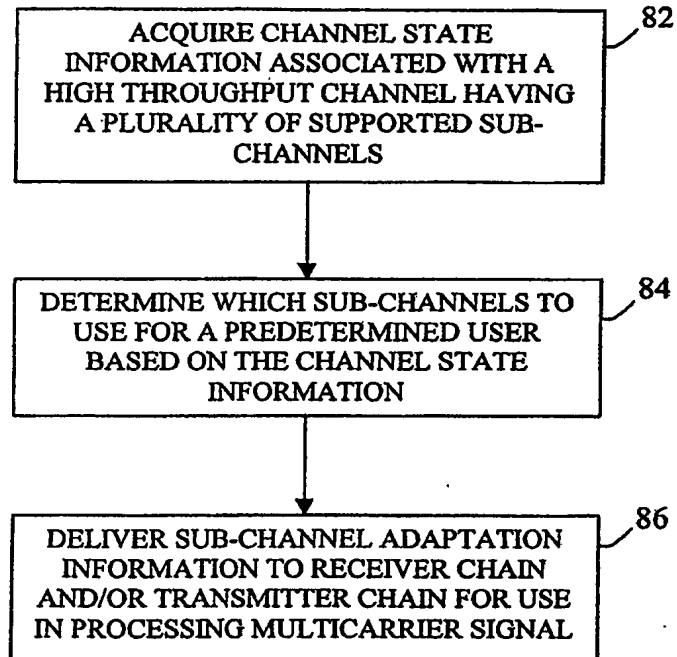 ACQUIRE CHANNEL STATE
INFORMATION ASSOCIATED WITH A
HIGH THROUGHPUT CHANNEL HAVING
A PLURALITY OF SUPPORTED SUB-
CHANNELS
82
DETERMINE WHICH SUB-CHANNELS TO
USE FOR A PREDETERMINED USER
BASED ON THE CHANNEL STATE
INFORMATION
84
DELIVER SUB-CHANNEL ADAPTATION
INFORMATION TO RECEIVER CHAIN
AND/OR TRANSMITTER CHAIN FOR USE
IN PROCESSING MULTICARRIER SIGNAL
86